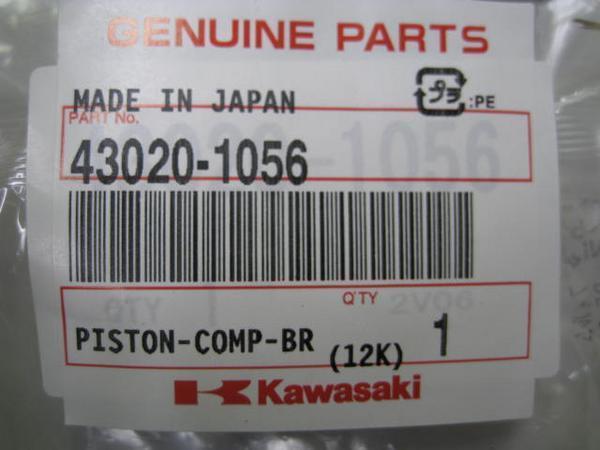 GENUINE PARTS
MADE IN JAPAN
プラ :PE
PART No.
43020-1056
Q'TY
PISTON-COMP-BR (12K) 1
Kawasaki